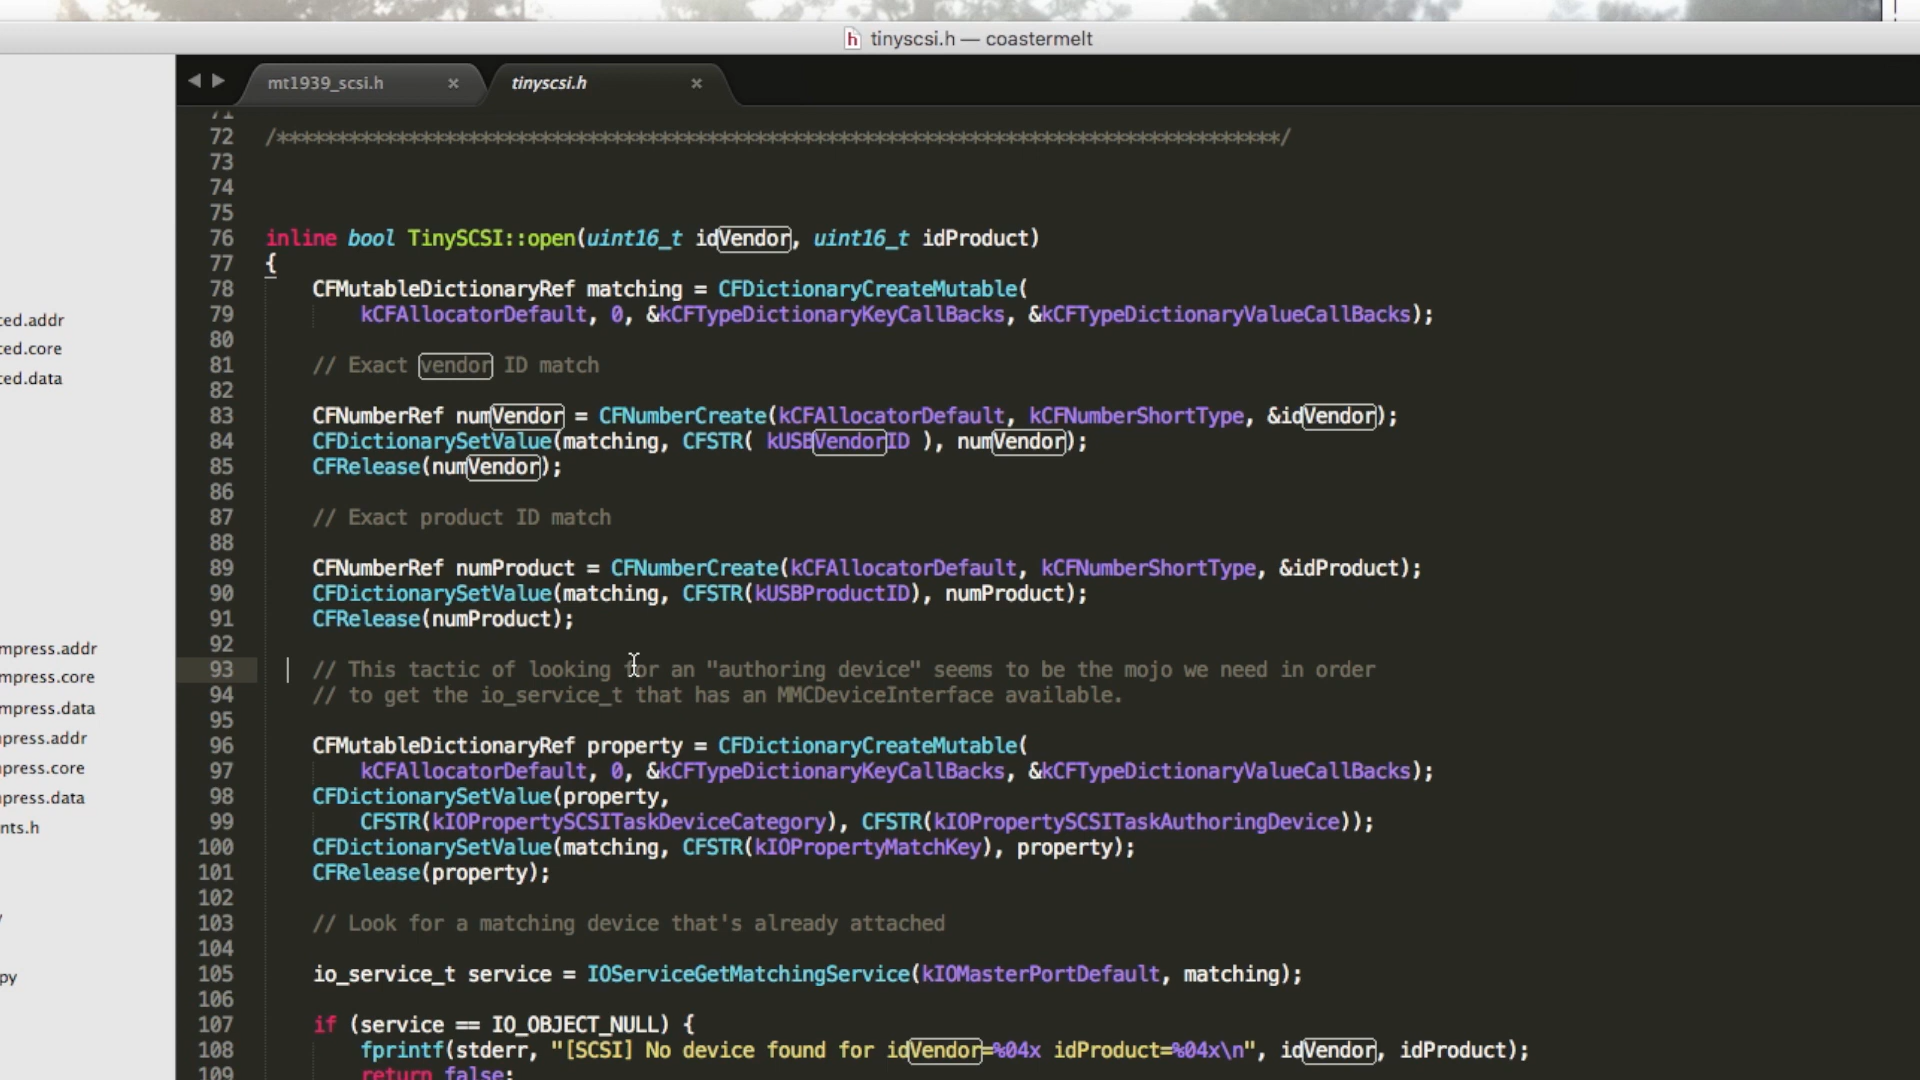 tinyscsi.h — coastermelt
mt1939_scsi.h
tinyscsi.h
71
72 /************************************************************************************/
73
74
75
76 inline bool TinySCSI::open(uint16_t idVendor, uint16_t idProduct)
77 {
78 CFMutableDictionaryRef matching = CFDictionaryCreateMutable(
79 kCFAllocatorDefault, 0, &kCFTypeDictionaryKeyCallBacks, &kCFTypeDictionaryValueCallBacks);
80
81 // Exact vendor ID match
82
83 CFNumberRef numVendor = CFNumberCreate(kCFAllocatorDefault, kCFNumberShortType, &idVendor);
84 CFDictionarySetValue(matching, CFSTR( kUSBVendorID ), numVendor);
85 CFRelease(numVendor);
86
87 // Exact product ID match
88
89 CFNumberRef numProduct = CFNumberCreate(kCFAllocatorDefault, kCFNumberShortType, &idProduct);
90 CFDictionarySetValue(matching, CFSTR(kUSBProductID), numProduct);
91 CFRelease(numProduct);
92
93 // This tactic of looking for an "authoring device" seems to be the mojo we need in order
94 // to get the io_service_t that has an MMCDeviceInterface available.
95
96 CFMutableDictionaryRef property = CFDictionaryCreateMutable(
97 kCFAllocatorDefault, 0, &kCFTypeDictionaryKeyCallBacks, &kCFTypeDictionaryValueCallBacks);
98 CFDictionarySetValue(property,
99 CFSTR(kIOPropertySCSITaskDeviceCategory), CFSTR(kIOPropertySCSITaskAuthoringDevice));
100 CFDictionarySetValue(matching, CFSTR(kIOPropertyMatchKey), property);
101 CFRelease(property);
102
103 // Look for a matching device that's already attached
104
105 io_service_t service = IOServiceGetMatchingService(kIOMasterPortDefault, matching);
106
107 if (service == IO_OBJECT_NULL) {
108 fprintf(stderr, "[SCSI] No device found for idVendor=%04x idProduct=%04x\n", idVendor, idProduct);
109 return false;
ced.addr
ced.core
ced.data
mpress.addr
mpress.core
mpress.data
press.addr
press.core
press.data
nts.h
py